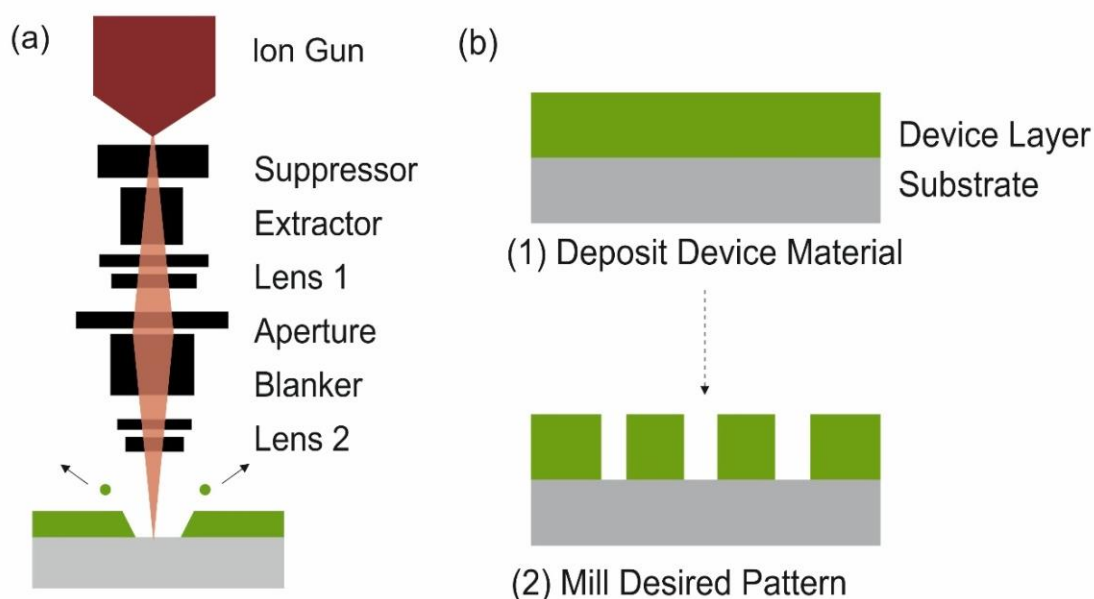 (a)
Ion Gun
Suppressor
Extractor
Lens 1
Aperture
Blanker
Lens 2
(b)
Device Layer
Substrate
(1) Deposit Device Material
(2) Mill Desired Pattern